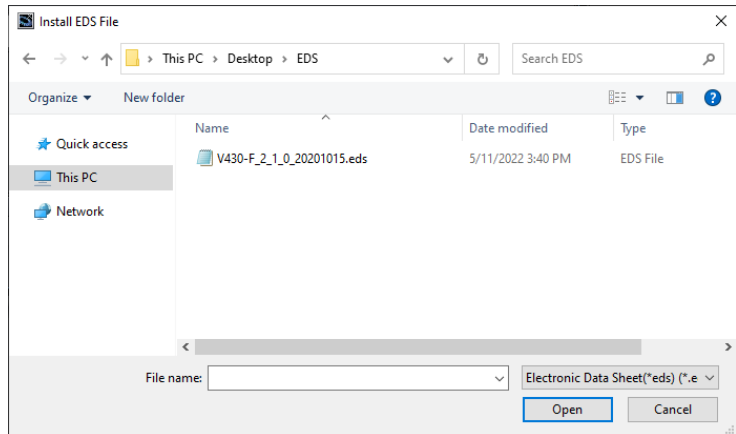 Install EDS File
This PC > Desktop > EDS
Search EDS
Organize
New folder
Name
Date modified
Type
Quick access
This PC
Network
V430-F_2_1_0_20201015.eds
5/11/2022 3:40 PM
EDS File
File name:
Electronic Data Sheet(*eds) (*.e
Open
Cancel